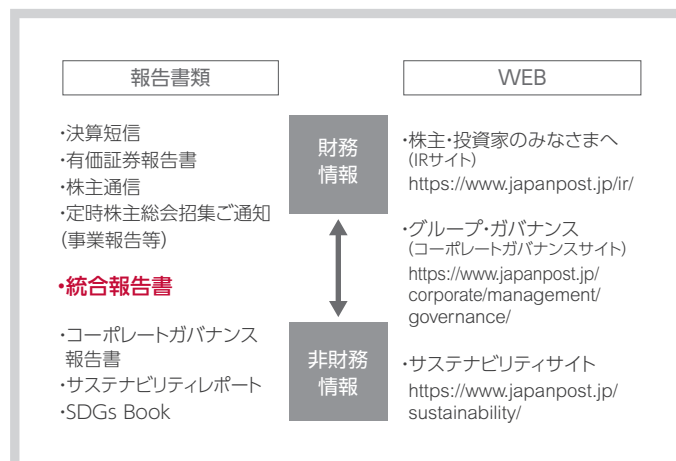 報告書類
・決算短信
・有価証券報告書
・株主通信
・定時株主総会招集ご通知
(事業報告等)
・統合報告書
・コーポレートガバナンス
報告書
・サステナビリティレポート
・SDGs Book
財務
情報
非財務
情報
WEB
・株主・投資家のみなさまへ
(IRサイト)
https://www.japanpost.jp/ir/
・グループ・ガバナンス
(コーポレートガバナンスサイト)
https://www.japanpost.jp/
corporate/management/
governance/
・サステナビリティサイト
https://www.japanpost.jp/
sustainability/